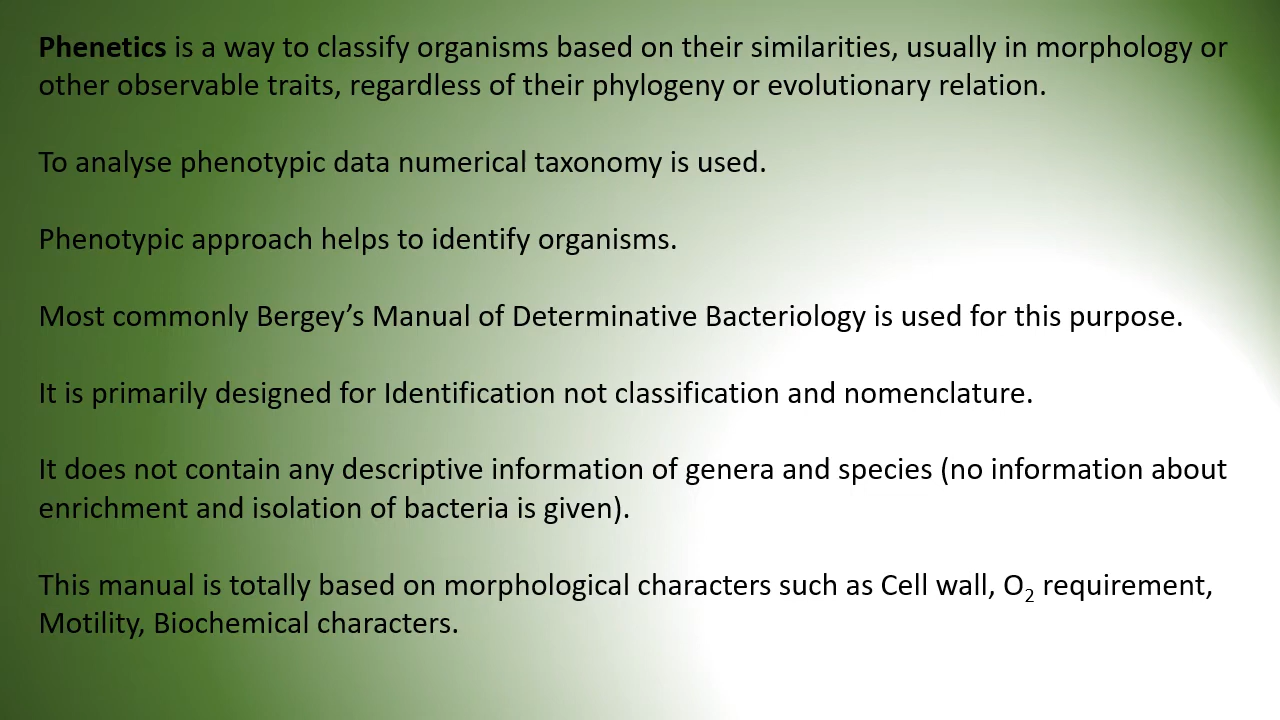 Phenetics is a way to classify organisms based on their similarities, usually in morphology or
other observable traits, regardless of their phylogeny or evolutionary relation.
To analyse phenotypic data numerical taxonomy is used.
Phenotypic approach helps to identify organisms.
Most commonly Bergey’s Manual of Determinative Bacteriology is used for this purpose.
It is primarily designed for Identification not classification and nomenclature.
It does not contain any descriptive information of genera and species (no information about
enrichment and isolation of bacteria is given).
This manual is totally based on morphological characters such as Cell wall, O₂ requirement,
Motility, Biochemical characters.